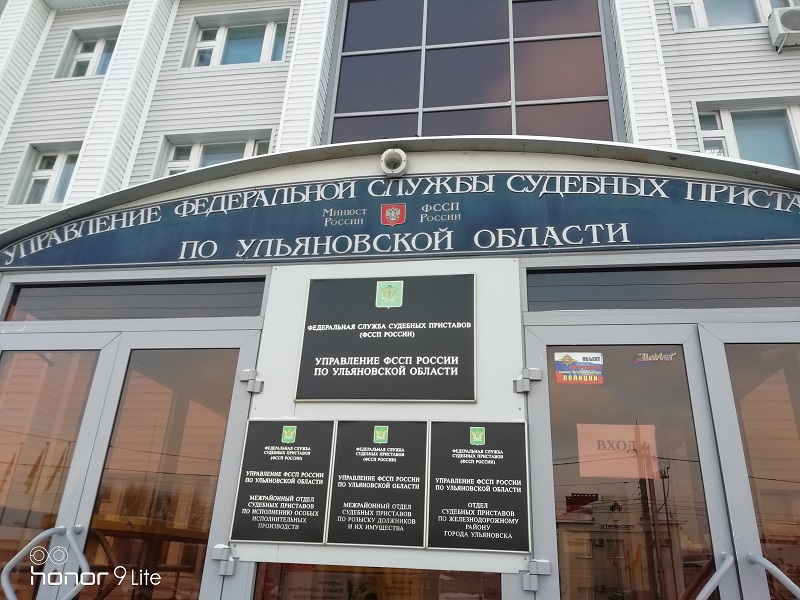 УПРАВЛЕНИЕ ФЕДЕРАЛЬНОЙ СЛУЖБЫ СУДЕБНЫХ ПРИСТА
Минюст России
ФССП России
ПО УЛЬЯНОВСКОЙ ОБЛАСТИ
ФЕДЕРАЛЬНАЯ СЛУЖБА СУДЕБНЫХ ПРИСТАВОВ
(ФССП РОССИИ)
УПРАВЛЕНИЕ ФССП РОССИИ
ПО УЛЬЯНОВСКОЙ ОБЛАСТИ
ФЕДЕРАЛЬНАЯ СЛУЖБА
СУДЕБНЫХ ПРИСТАВОВ
(ФССП РОССИИ)
УПРАВЛЕНИЕ ФССП РОССИИ
ПО УЛЬЯНОВСКОЙ ОБЛАСТИ
МЕЖРАЙОННЫЙ ОТДЕЛ
СУДЕБНЫХ ПРИСТАВОВ
ПО ИСПОЛНЕНИЮ ОСОБЫХ
ИСПОЛНИТЕЛЬНЫХ
ПРОИЗВОДСТВ
ФЕДЕРАЛЬНАЯ СЛУЖБА
СУДЕБНЫХ ПРИСТАВОВ
(ФССП РОССИИ)
УПРАВЛЕНИЕ ФССП РОССИИ
ПО УЛЬЯНОВСКОЙ ОБЛАСТИ
МЕЖРАЙОННЫЙ ОТДЕЛ
СУДЕБНЫХ ПРИСТАВОВ
ПО РОЗЫСКУ ДОЛЖНИКОВ
И ИХ ИМУЩЕСТВА
ФЕДЕРАЛЬНАЯ СЛУЖБА
СУДЕБНЫХ ПРИСТАВОВ
(ФССП РОССИИ)
УПРАВЛЕНИЕ ФССП РОССИИ
ПО УЛЬЯНОВСКОЙ ОБЛАСТИ
ОТДЕЛ
СУДЕБНЫХ ПРИСТАВОВ
ПО ЖЕЛЕЗНОДОРОЖНОМУ
РАЙОНУ
ГОРОДА УЛЬЯНОВСКА
ОБЪЕКТ
ПОЛИЦИИ
ВХОД
honor 9 Lite